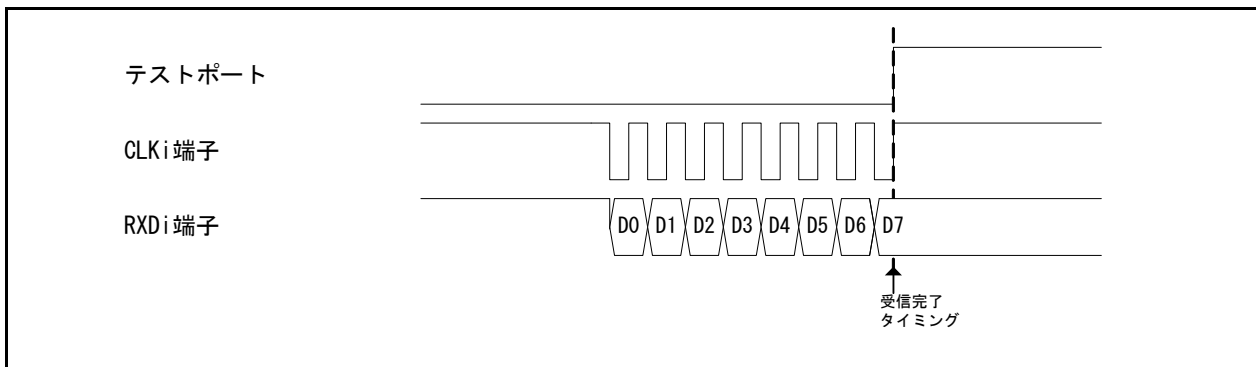 テストポート
CLKi端子
RXDi端子
D0 D1 D2 D3 D4 D5 D6 D7
受信完了
タイミング